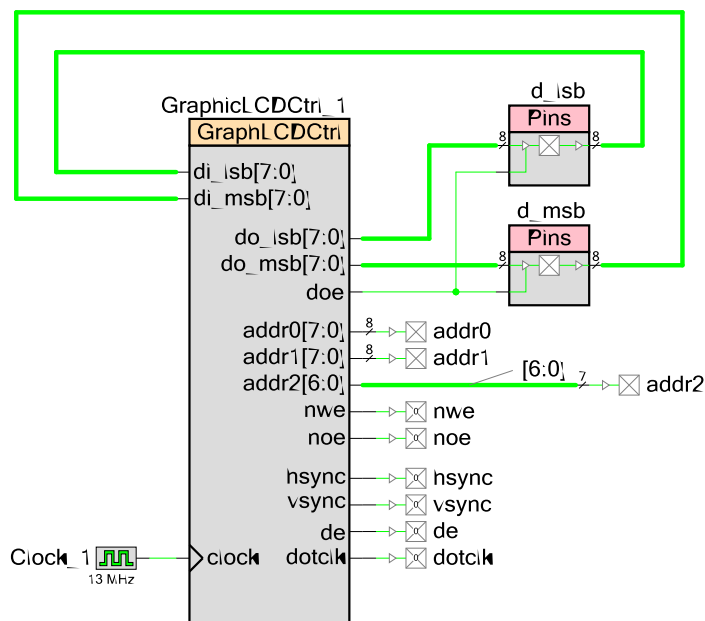 d_lsb
GraphicLCDCtrl_1
Pins
GraphLCDCtrl
8
8
di_lsb[7:0]
di_msb[7:0]
d_msb
Pins
do_lsb[7:0]
do_msb[7:0]
8
8
doe
addr0[7:0]
8
addr0
addr1[7:0]
8
addr1
addr2[6:0]
[6:0]
7
addr2
nwe
nwe
noe
noe
hsync
hsync
vsync
vsync
de
de
Clock_1
clock
dotclk
dotclk
13 MHz